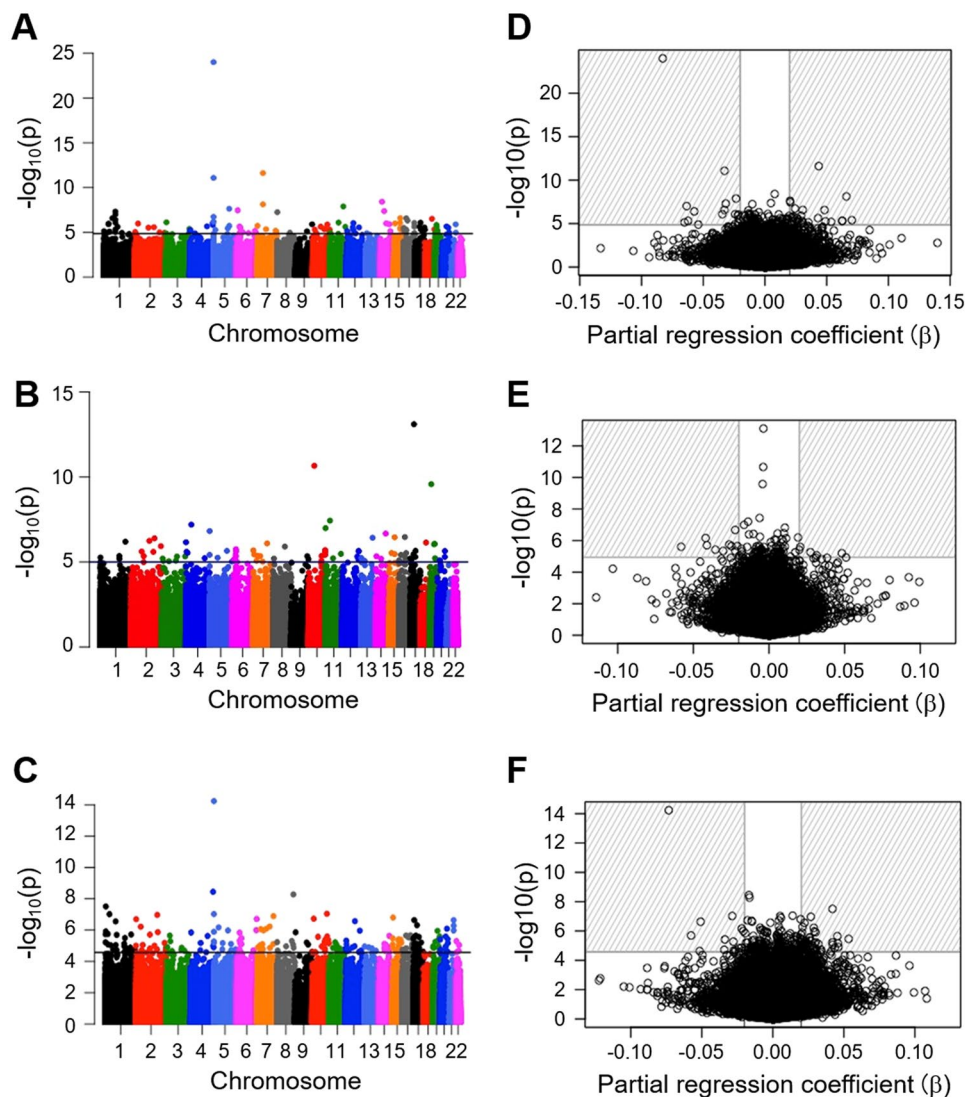 A
25
20
15
10
5
0
-log10(p)
1 2 3 4 5 6 7 8 9 11 13 15 18 22
Chromosome
D
20
15
10
5
0
-log10(p)
-0.15 -0.10 -0.05 0.00 0.05 0.10 0.15
Partial regression coefficient (β)
B
15
10
5
0
-log10(p)
1 2 3 4 5 6 7 8 9 11 13 15 18 22
Chromosome
E
12
10
8
6
4
2
0
-log10(p)
-0.10 -0.05 0.00 0.05 0.10
Partial regression coefficient (β)
C
14
12
10
8
6
4
2
0
-log10(p)
1 2 3 4 5 6 7 8 9 11 13 15 18 22
Chromosome
F
14
12
10
8
6
4
2
0
-log10(p)
-0.10 -0.05 0.00 0.05 0.10
Partial regression coefficient (β)